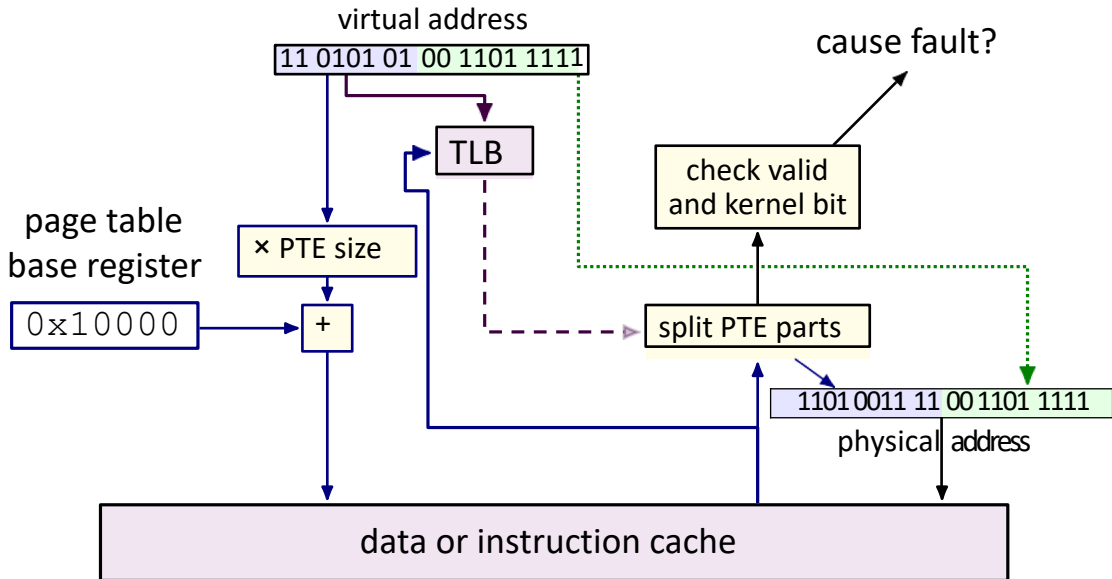 virtual address
11 0101 01 00 1101 1111
cause fault?
TLB
check valid
and kernel bit
page table
base register
× PTE size
0x10000
+
split PTE parts
1101 0011 11 00 1101 1111
physical address
data or instruction cache